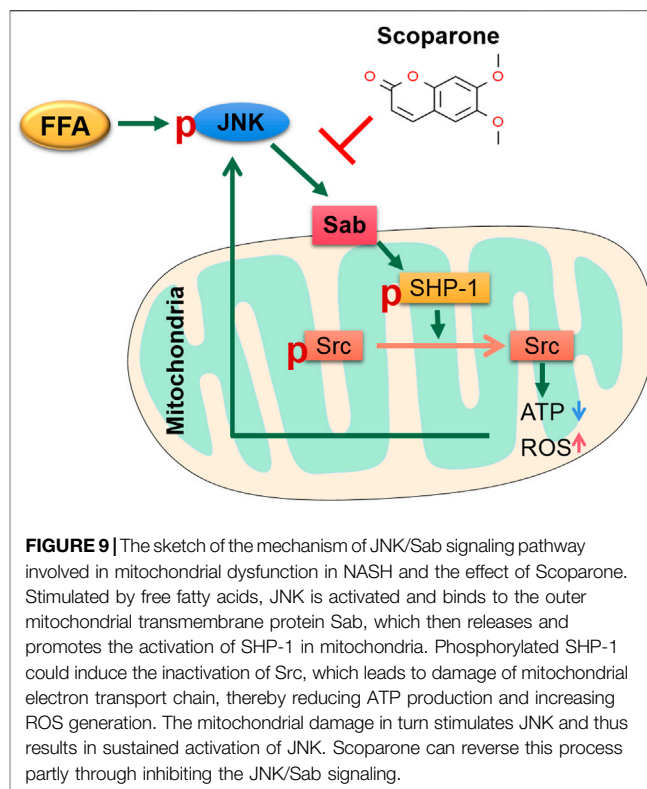 Scoparone
O
O
O
O
FFA
p
JNK
Sab
p
SHP-1
p
Src
Src
Mitochondria
ATP
ROS
FIGURE 9 | The sketch of the mechanism of JNK/Sab signaling pathway
involved in mitochondrial dysfunction in NASH and the effect of Scoparone.
Stimulated by free fatty acids, JNK is activated and binds to the outer
mitochondrial transmembrane protein Sab, which then releases and
promotes the activation of SHP-1 in mitochondria. Phosphorylated SHP-1
could induce the inactivation of Src, which leads to damage of mitochondrial
electron transport chain, thereby reducing ATP production and increasing
ROS generation. The mitochondrial damage in turn stimulates JNK and thus
results in sustained activation of JNK. Scoparone can reverse this process
partly through inhibiting the JNK/Sab signaling.